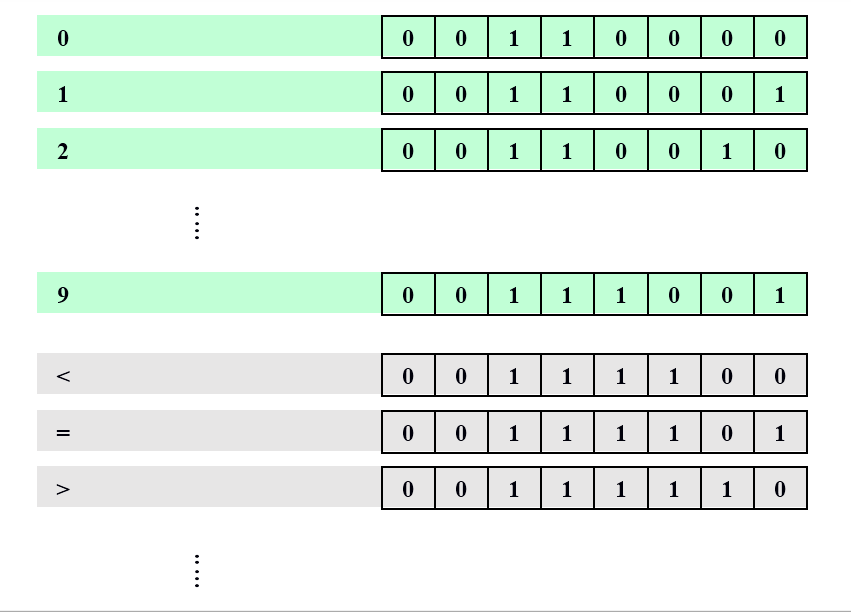 0 0 0 1 1 0 0 0 0
1 0 0 1 1 0 0 0 1
2 0 0 1 1 0 0 1 0
9 0 0 1 1 1 0 0 1
< 0 0 1 1 1 1 0 0
= 0 0 1 1 1 1 0 1
> 0 0 1 1 1 1 1 0